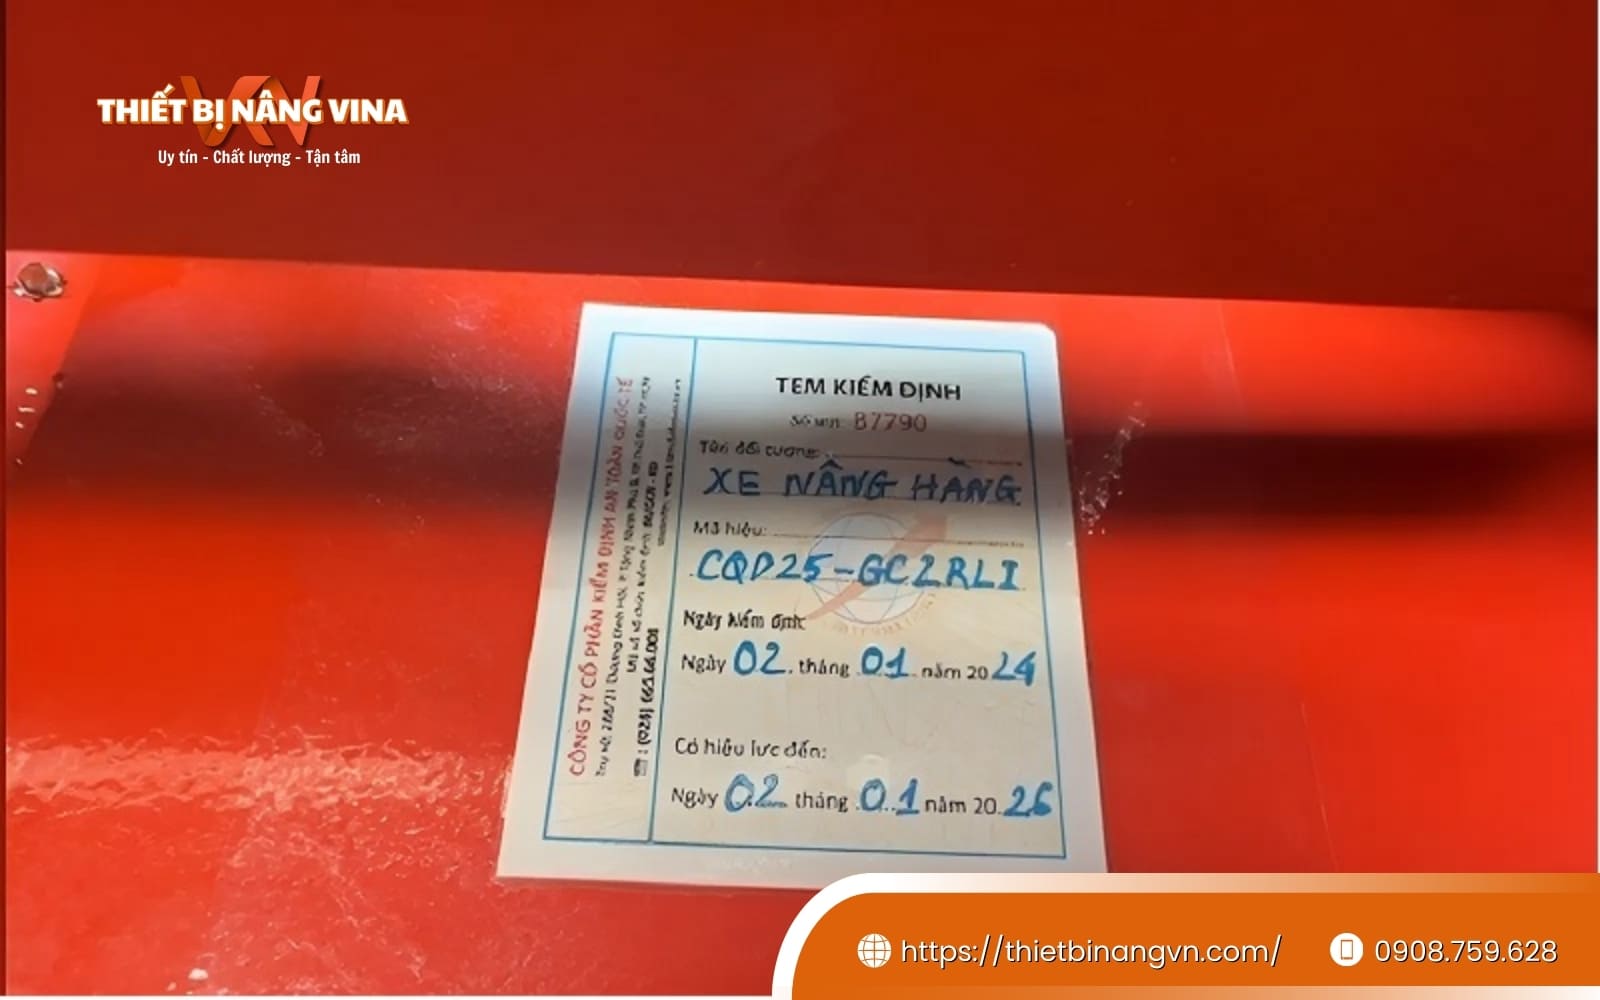 THIẾT BỊ NÂNG VINA
Uy tín - Chất lượng - Tận tâm
TEM KIỂM ĐỊNH
B7790
Tên đối tượng:
XE NÂNG HÀNG
Mã hiệu:
CQD25-GC2RLI
Ngày kiểm định:
Ngày 02 tháng 01 năm 2024
Có hiệu lực đến:
Ngày 02 tháng 01 năm 2026
CÔNG TY CỔ PHẦN KIỂM ĐỊNH AN TOÀN QUỐC TẾ
https://thietbinangvn.com/
0908.759.628